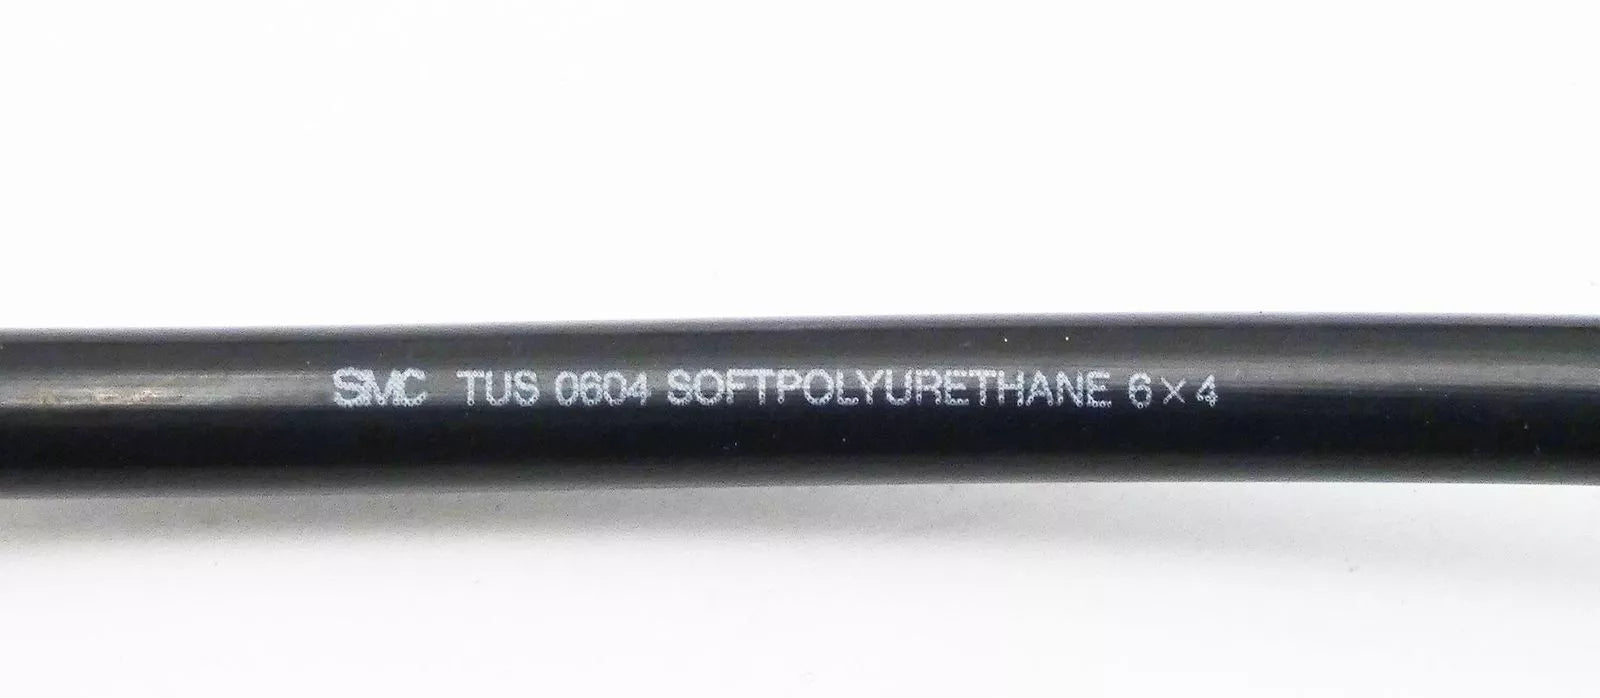 SMC TUS 0604 SOFTPOLYURETHANE 6×4